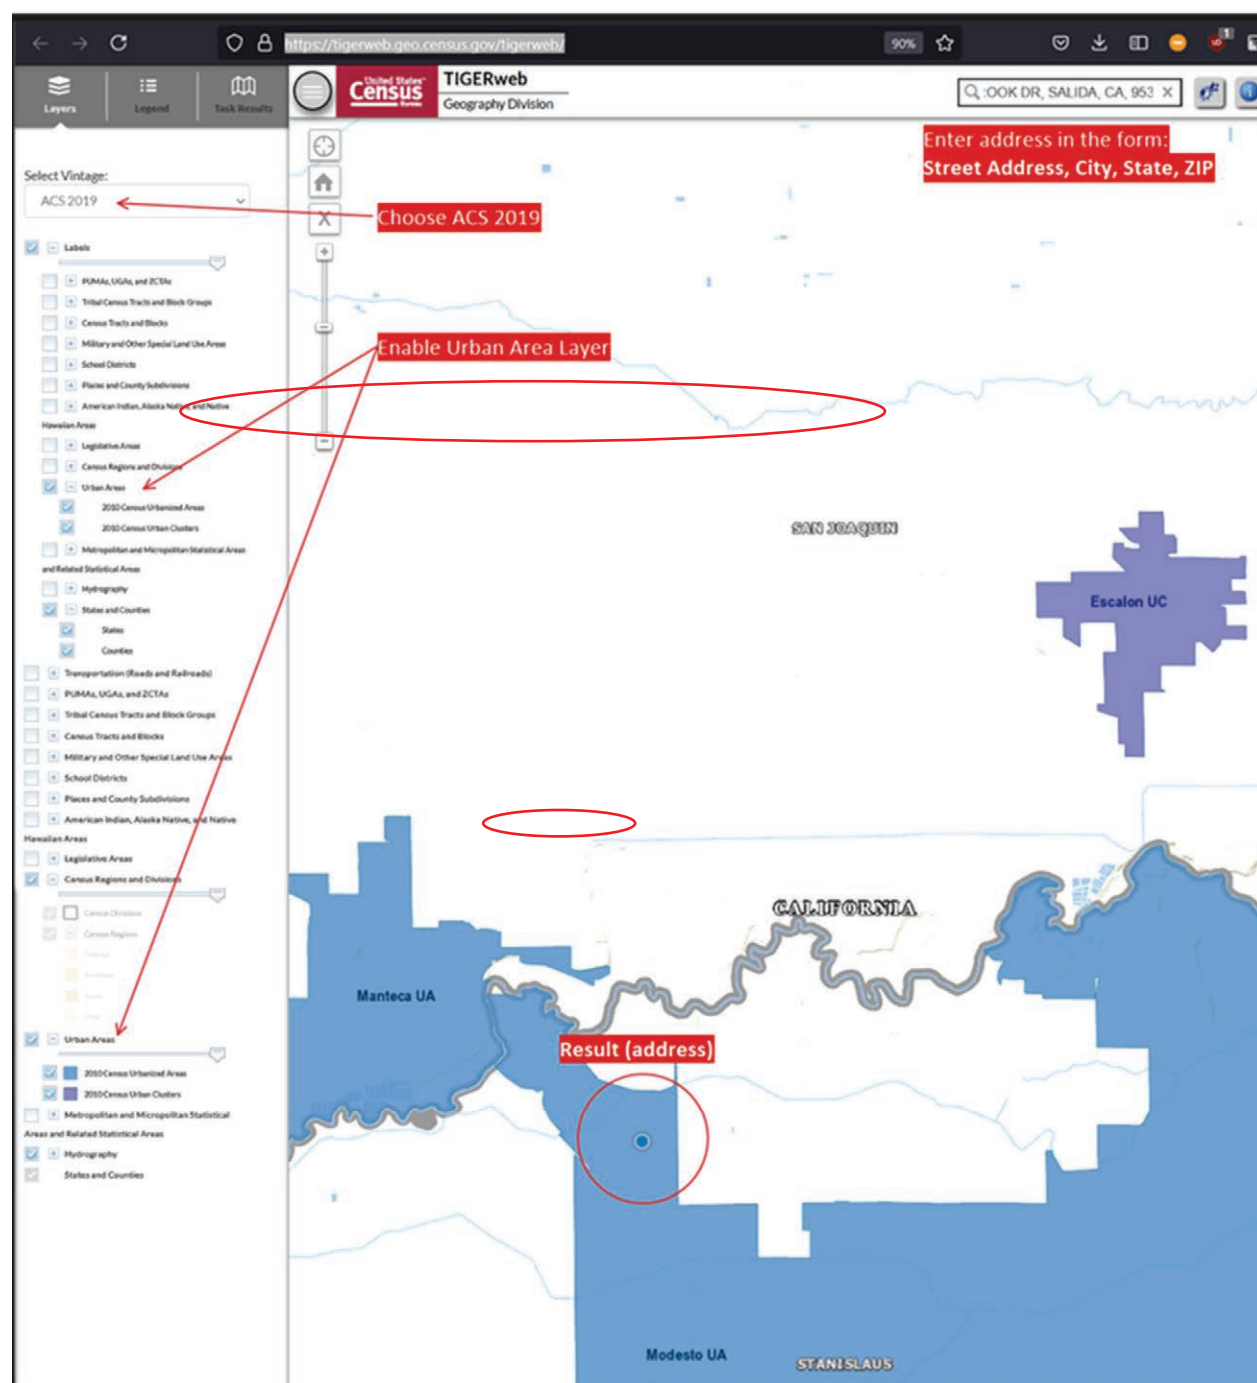 https://tigerweb.geo.census.gov/tigerweb/
90%
1
Layers
Legend
Task Results
United States
Census
Bureau
TIGERweb
Geography Division
:OOK DR, SALIDA, CA, 953
Enter address in the form:
Street Address, City, State, ZIP
Select Vintage:
ACS 2019
Choose ACS 2019
Labels
PUMAs, UGAs, and ZCTAs
Tribal Census Tracts and Block Groups
Census Tracts and Blocks
Military and Other Special Land Use Areas
Enable Urban Area Layer
School Districts
Places and County Subdivisions
American Indian, Alaska Native, and Native
Hawaiian Areas
Legislative Areas
Census Regions and Divisions
Urban Areas
2010 Census Urbanized Areas
2010 Census Urban Clusters
Metropolitan and Micropolitan Statistical Areas
and Related Statistical Areas
Hydrography
States and Counties
States
Counties
Transportation (Roads and Railroads)
PUMAs, UGAs, and ZCTAs
Tribal Census Tracts and Block Groups
Census Tracts and Blocks
Military and Other Special Land Use Areas
School Districts
Places and County Subdivisions
American Indian, Alaska Native, and Native
Hawaiian Areas
Legislative Areas
Census Regions and Divisions
Census Divisions
Census Regions
Urban Areas
2010 Census Urbanized Areas
2010 Census Urban Clusters
Metropolitan and Micropolitan Statistical
Areas and Related Statistical Areas
Hydrography
States and Counties
SAN JOAQUIN
Escalon UC
CALIFORNIA
Manteca UA
Result (address)
Modesto UA
STANISLAUS